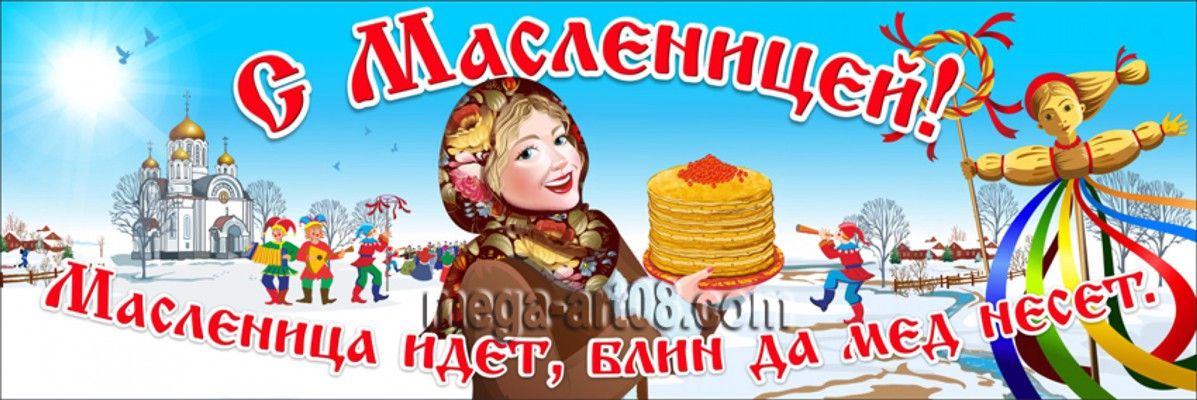 С Масленицей!
mega-art08.com
Масленица идет, блин да мед несет.